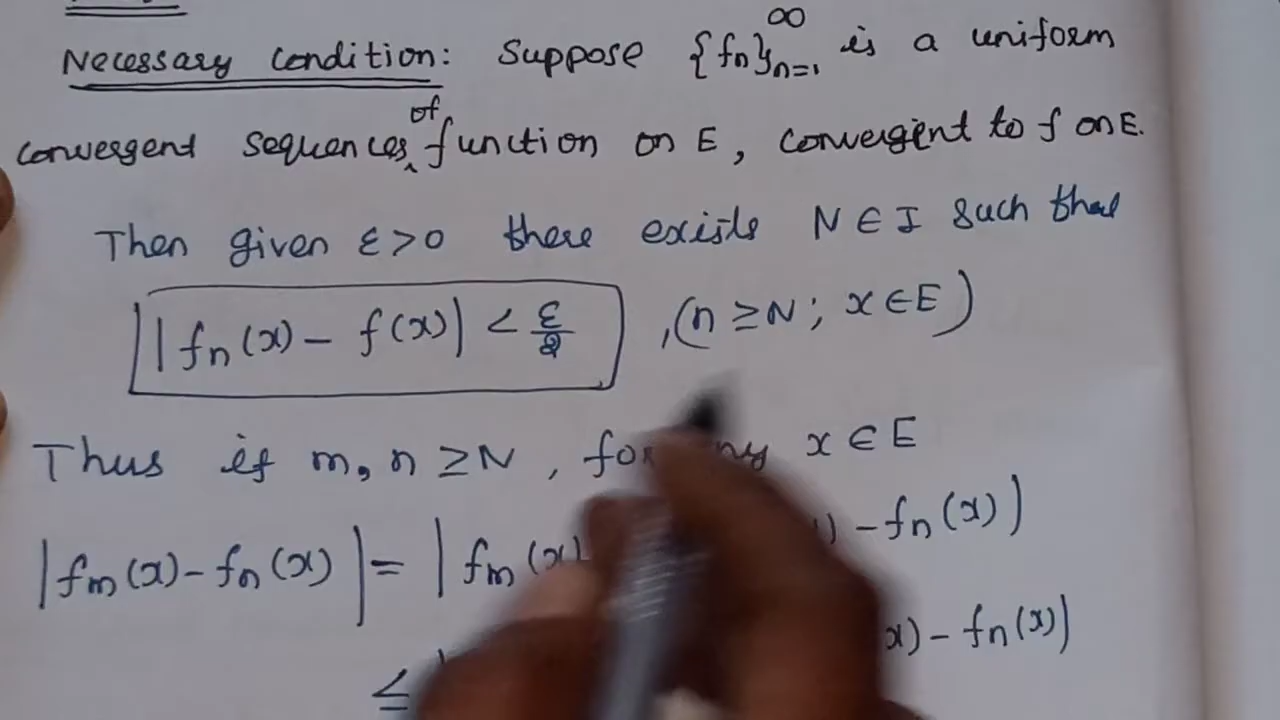 Necessary condition: Suppose {fn}∞n=1 is a uniform
convergent sequences of function on E, convergent to f on E.
Then given ε>0 there exists N∈I such that
|fn(x) - f(x)| < ε/2 , (n ≥ N; x∈E)
Thus if m, n ≥ N, x ∈ E
|fm(x) - fn(x)| = |fm(x) - fn(x)|
≤ x) - fn(x)|